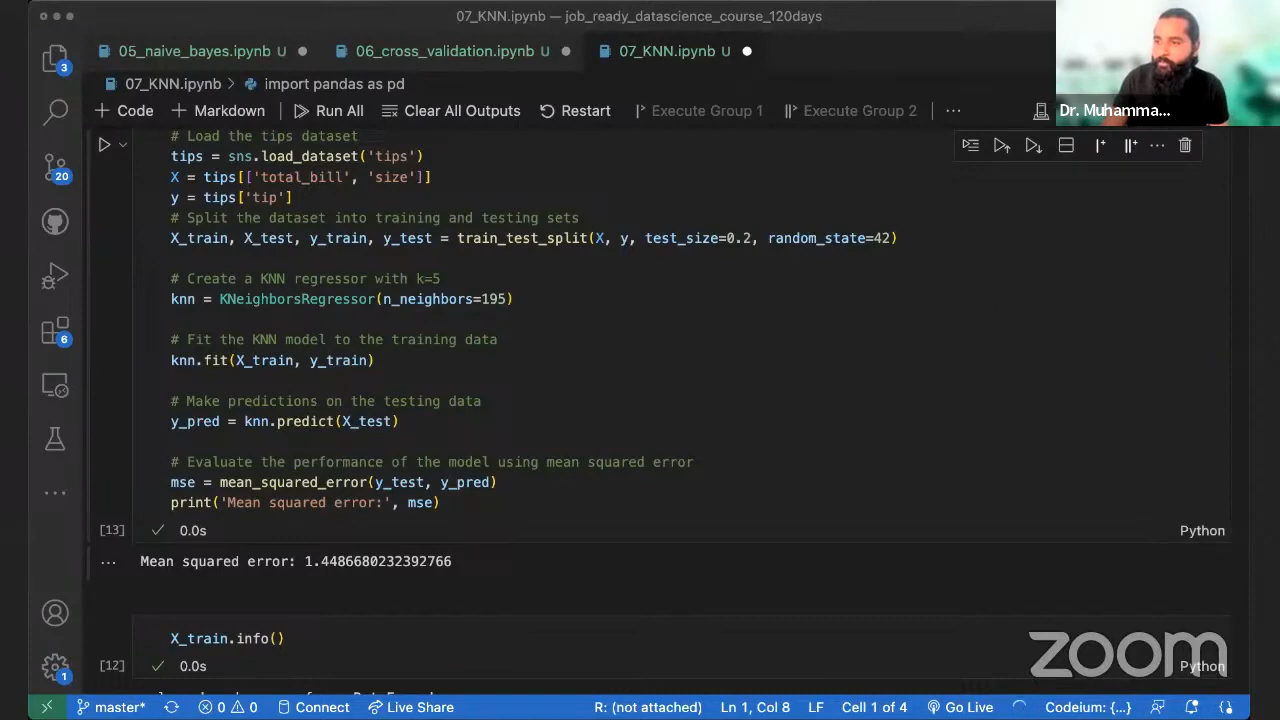 07_KNN.ipynb — job_ready_datascience_course_120days
05_naive_bayes.ipynb U
06_cross_validation.ipynb U
07_KNN.ipynb U
07_KNN.ipynb > import pandas as pd
+ Code + Markdown Run All Clear All Outputs Restart Execute Group 1 Execute Group 2 ...
Dr. Muhamma...
# Load the tips dataset
tips = sns.load_dataset('tips')
X = tips[['total_bill', 'size']]
y = tips['tip']
# Split the dataset into training and testing sets
X_train, X_test, y_train, y_test = train_test_split(X, y, test_size=0.2, random_state=42)
# Create a KNN regressor with k=5
knn = KNeighborsRegressor(n_neighbors=195)
# Fit the KNN model to the training data
knn.fit(X_train, y_train)
# Make predictions on the testing data
y_pred = knn.predict(X_test)
# Evaluate the performance of the model using mean squared error
mse = mean_squared_error(y_test, y_pred)
print('Mean squared error:', mse)
[13] 0.0s Python
... Mean squared error: 1.4486680232392766
X_train.info()
[12] 0.0s Python
zoom
3
20
6
1
master* 0 0 Connect Live Share R: (not attached) Ln 1, Col 8 LF Cell 1 of 4 Go Live Codeium: {...}